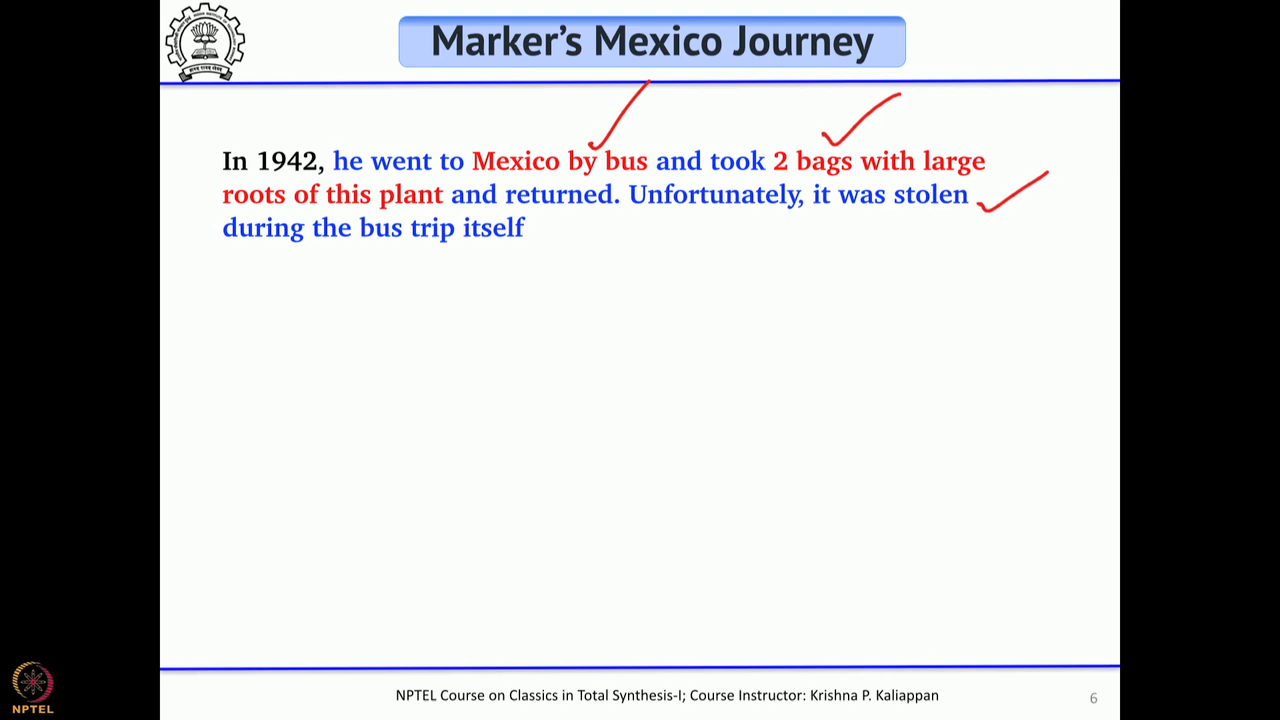 Marker's Mexico Journey
In 1942, he went to Mexico by bus and took 2 bags with large
roots of this plant and returned. Unfortunately, it was stolen
during the bus trip itself
NPTEL Course on Classics in Total Synthesis-I; Course Instructor: Krishna P. Kaliappan
6
NPTEL